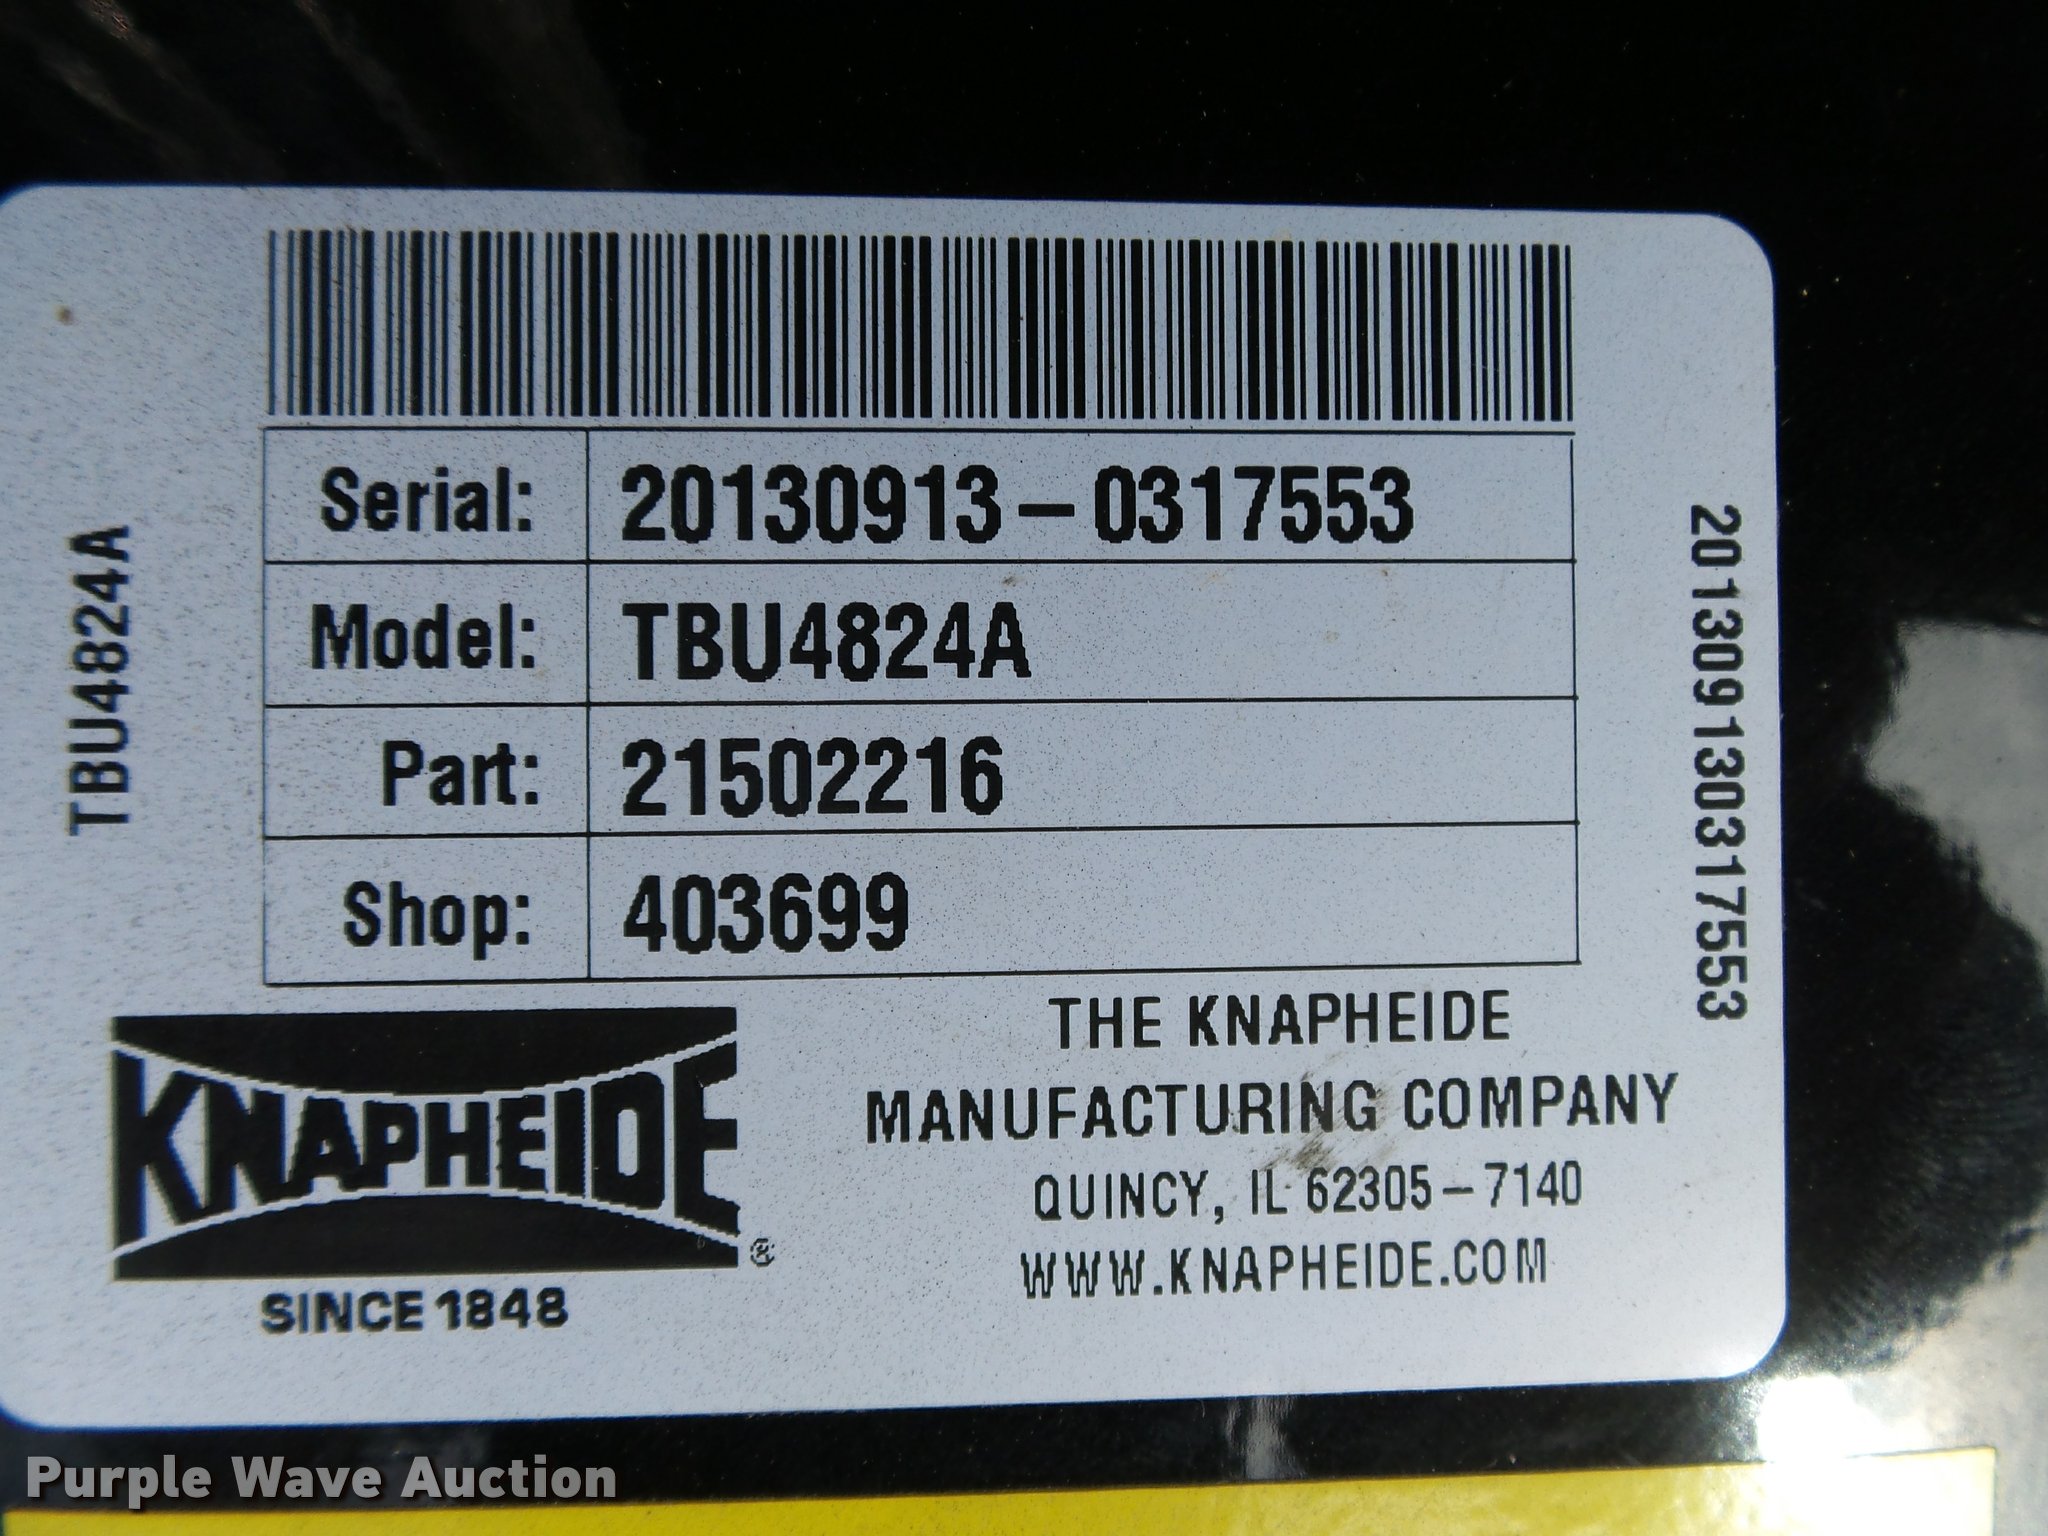 TBU4824A
Serial: 20130913-0317553
Model: TBU4824A
Part: 21502216
Shop: 403699
201309130317553
KNAPHEIDE®
SINCE 1848
THE KNAPHEIDE
MANUFACTURING COMPANY
QUINCY, IL 62305-7140
WWW.KNAPHEIDE.COM
Purple Wave Auction